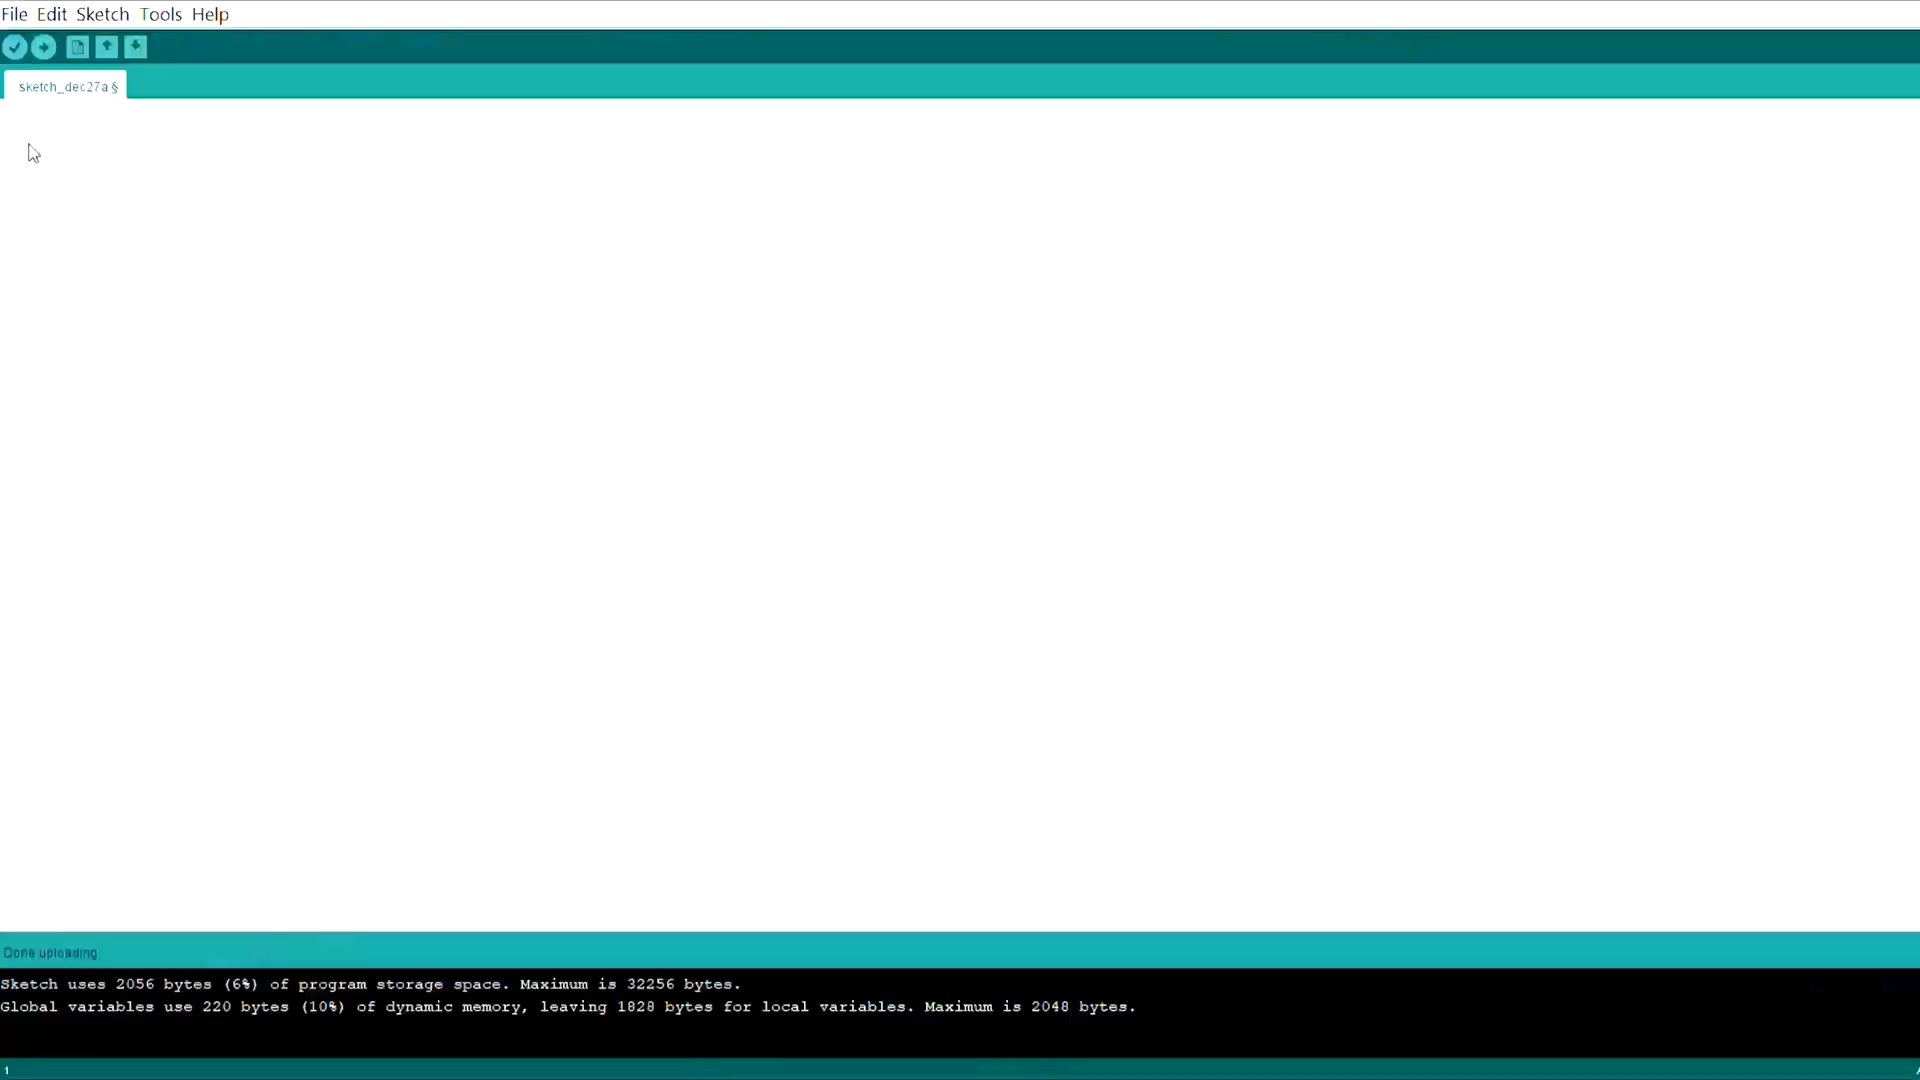 File Edit Sketch Tools Help
sketch_dec27a §
Done uploading
Sketch uses 2056 bytes (6%) of program storage space. Maximum is 32256 bytes.
Global variables use 220 bytes (10%) of dynamic memory, leaving 1828 bytes for local variables. Maximum is 2048 bytes.
1